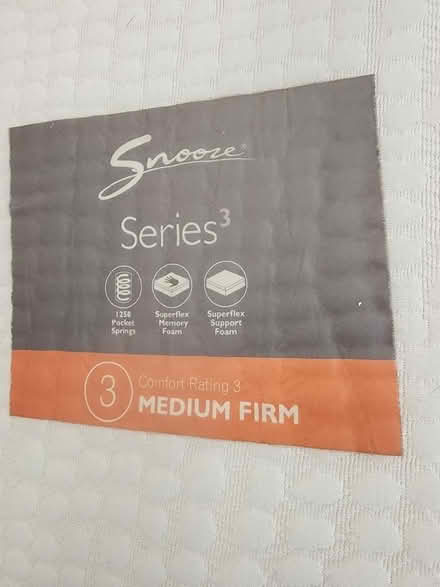 Snooze®
Series³
1258 Pocket Springs
Superflex Memory Foam
Superflex Support Foam
3
Comfort Rating 3
MEDIUM FIRM